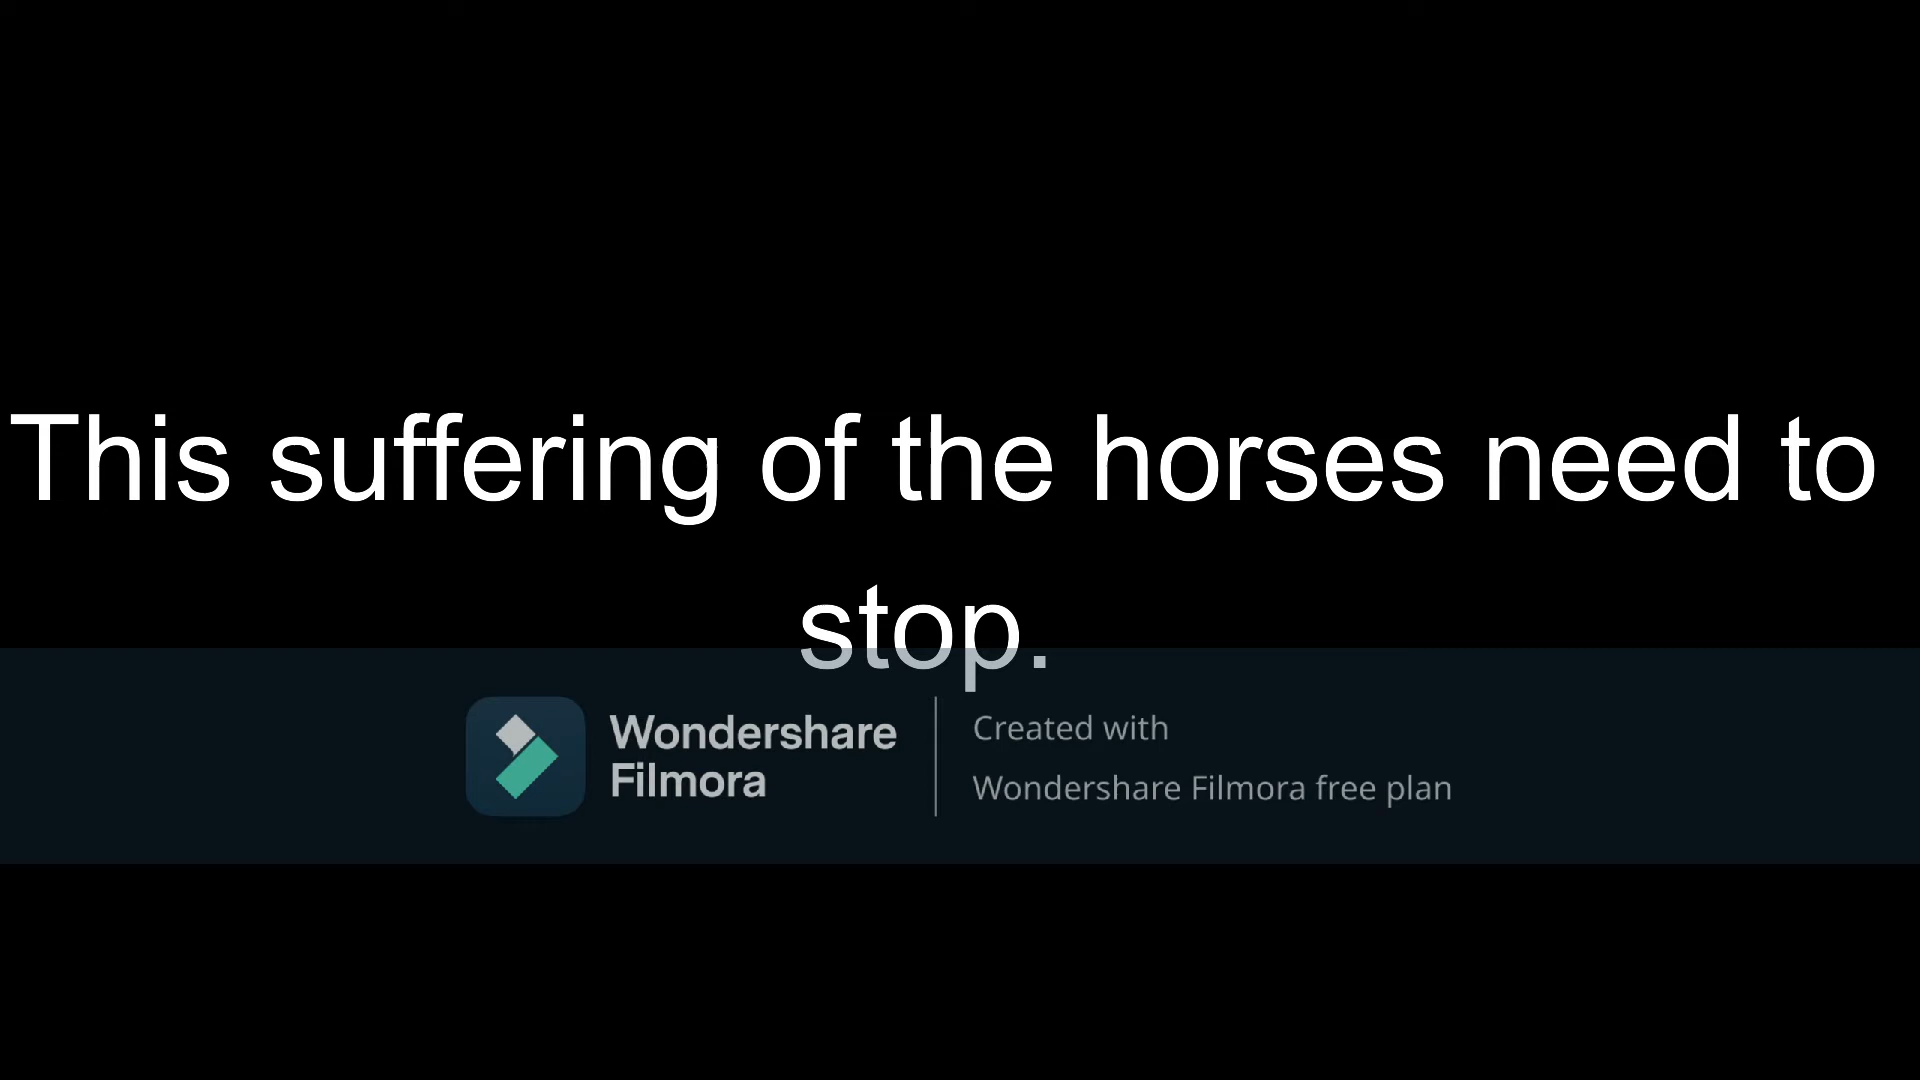 This suffering of the horses need to
stop.
Wondershare
Filmora
Created with
Wondershare Filmora free plan